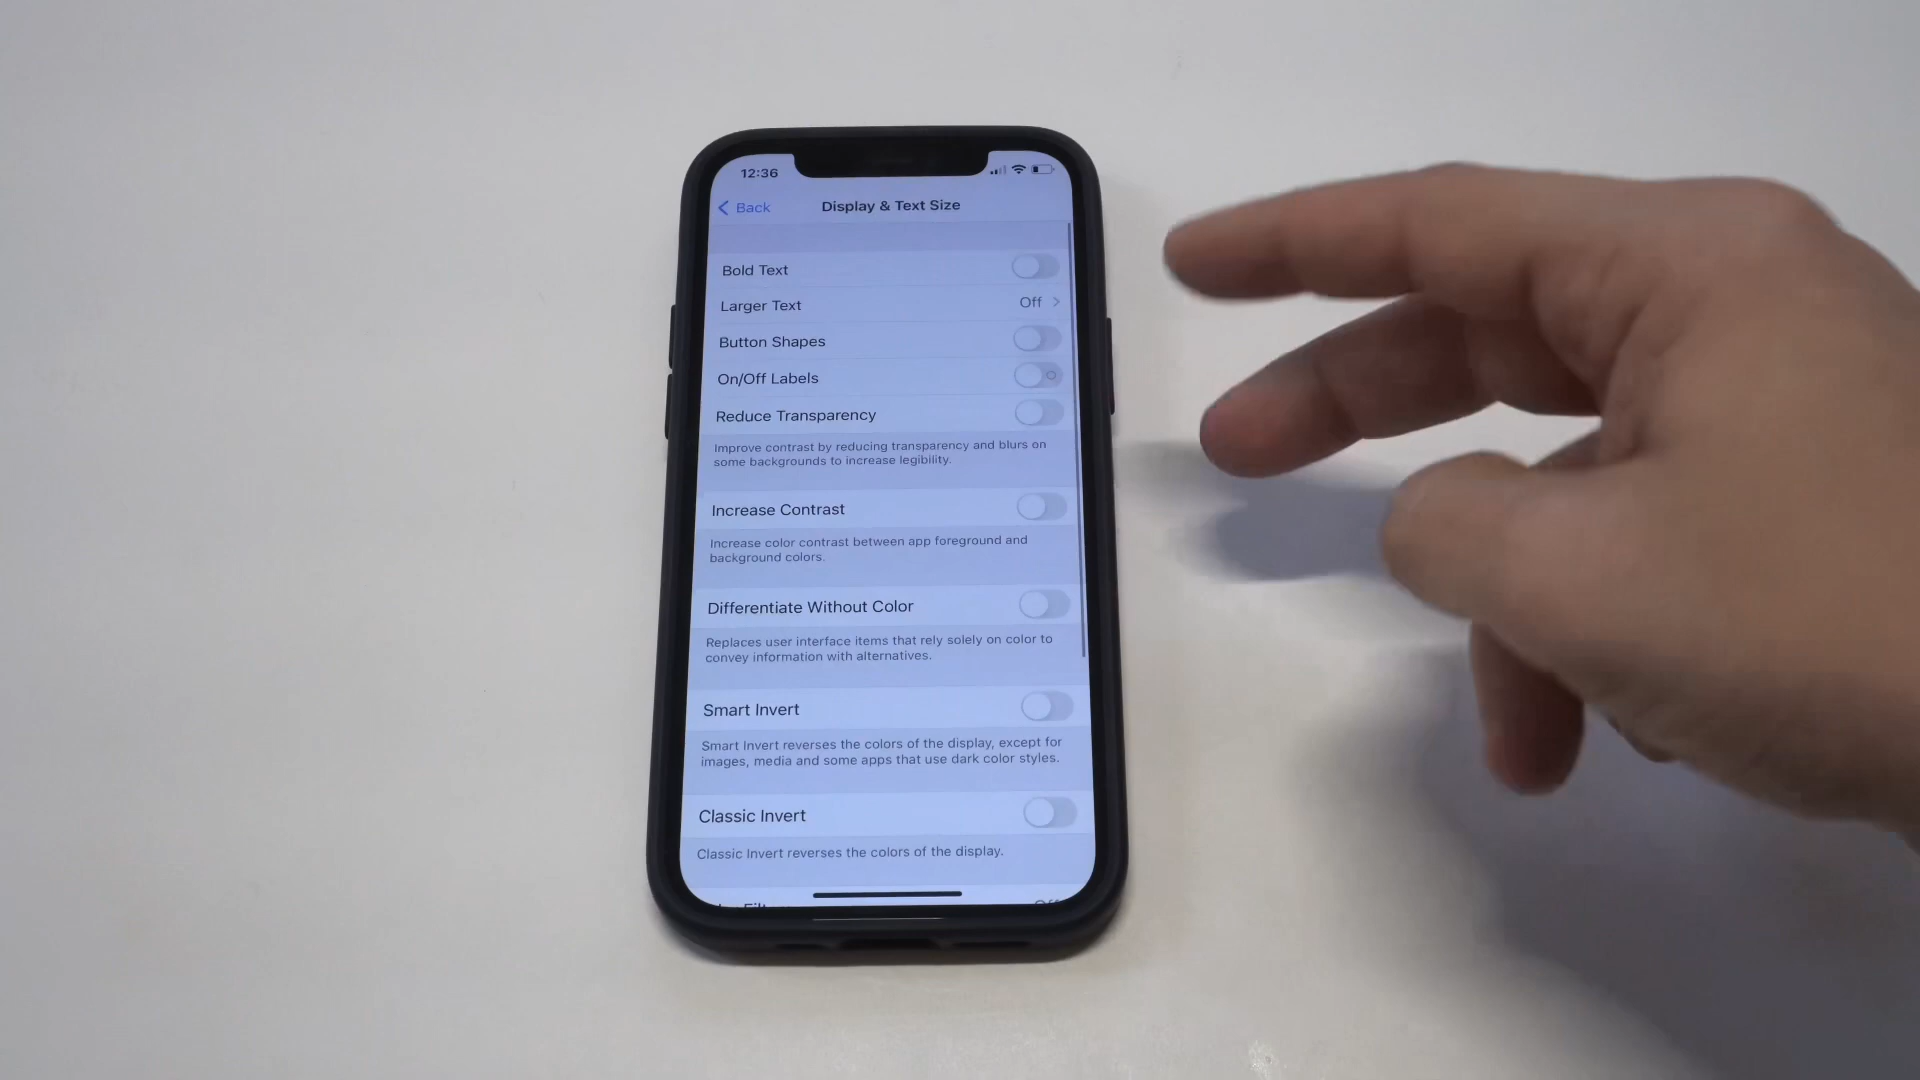 12:36
Back
Display & Text Size
Bold Text
Larger Text Off
Button Shapes
On/Off Labels
Reduce Transparency
Improve contrast by reducing transparency and blurs on
some backgrounds to increase legibility.
Increase Contrast
Increase color contrast between app foreground and
background colors.
Differentiate Without Color
Replaces user interface items that rely solely on color to
convey information with alternatives.
Smart Invert
Smart Invert reverses the colors of the display, except for
images, media and some apps that use dark color styles.
Classic Invert
Classic Invert reverses the colors of the display.